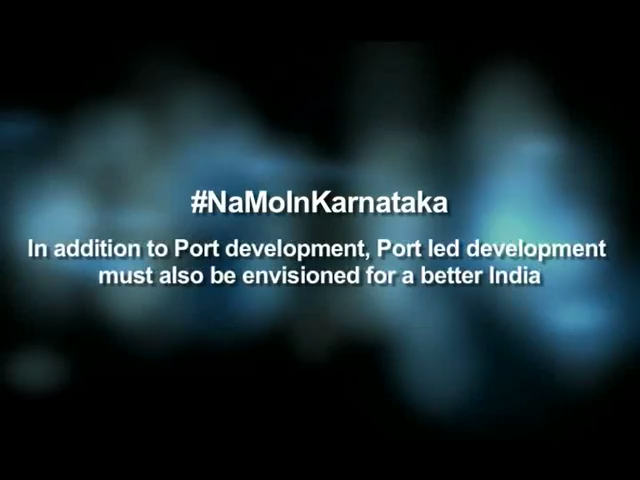 #NaMoInKarnataka
In addition to Port development, Port led development
must also be envisioned for a better India